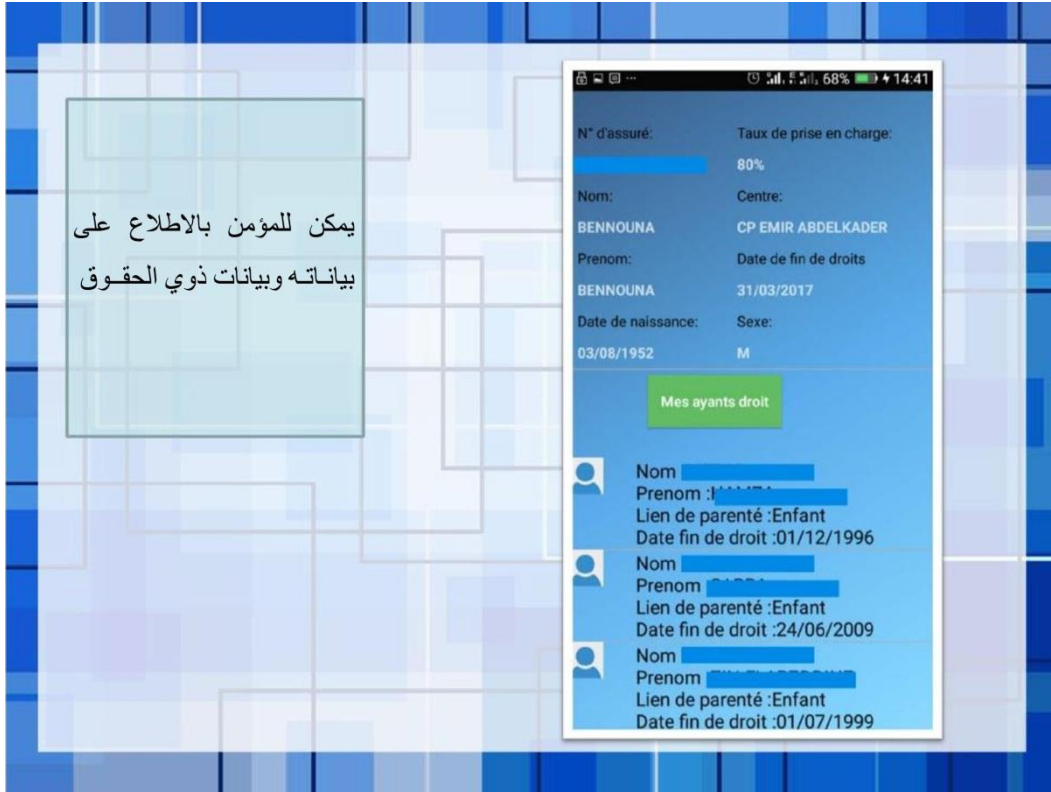 يمكن للمؤمن بالاطلاع على
بياناته وبيانات ذوي الحقوق
68% 14:41
N° d'assuré: Taux de prise en charge:
80%
Nom: Centre:
BENNOUNA CP EMIR ABDELKADER
Prenom: Date de fin de droits
BENNOUNA 31/03/2017
Date de naissance: Sexe:
03/08/1952 M
Mes ayants droit
Nom
Prenom :
Lien de parenté :Enfant
Date fin de droit :01/12/1996
Nom
Prenom
Lien de parenté :Enfant
Date fin de droit :24/06/2009
Nom
Prenom
Lien de parenté :Enfant
Date fin de droit :01/07/1999